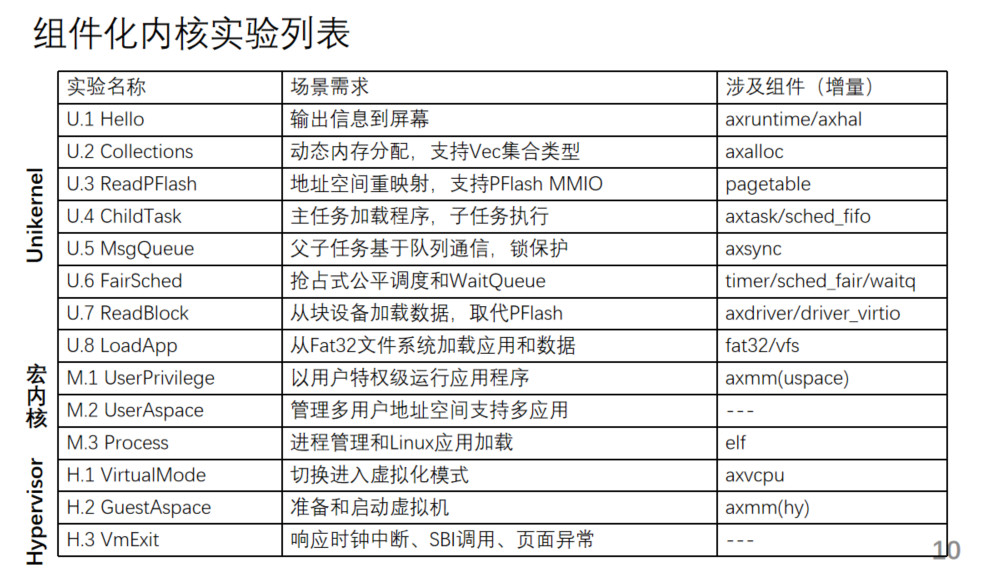 组件化内核实验列表
实验名称 场景需求 涉及组件（增量）
U.1 Hello 输出信息到屏幕 axruntime/axhal
U.2 Collections 动态内存分配，支持Vec集合类型 axalloc
U.3 ReadPFlash 地址空间重映射，支持PFlash MMIO pagetable
U.4 ChildTask 主任务加载程序，子任务执行 axtask/sched_fifo
U.5 MsgQueue 父子任务基于队列通信，锁保护 axsync
U.6 FairSched 抢占式公平调度和WaitQueue timer/sched_fair/waitq
U.7 ReadBlock 从块设备加载数据，取代PFlash axdriver/driver_virtio
U.8 LoadApp 从Fat32文件系统加载应用和数据 fat32/vfs
M.1 UserPrivilege 以用户特权级运行应用程序 axmm(uspace)
M.2 UserAspace 管理多用户地址空间支持多应用 ---
M.3 Process 进程管理和Linux应用加载 elf
H.1 VirtualMode 切换进入虚拟化模式 axvcpu
H.2 GuestAspace 准备和启动虚拟机 axmm(hy)
H.3 VmExit 响应时钟中断、SBI调用、页面异常 ---
Unikernel
宏内核
Hypervisor
10